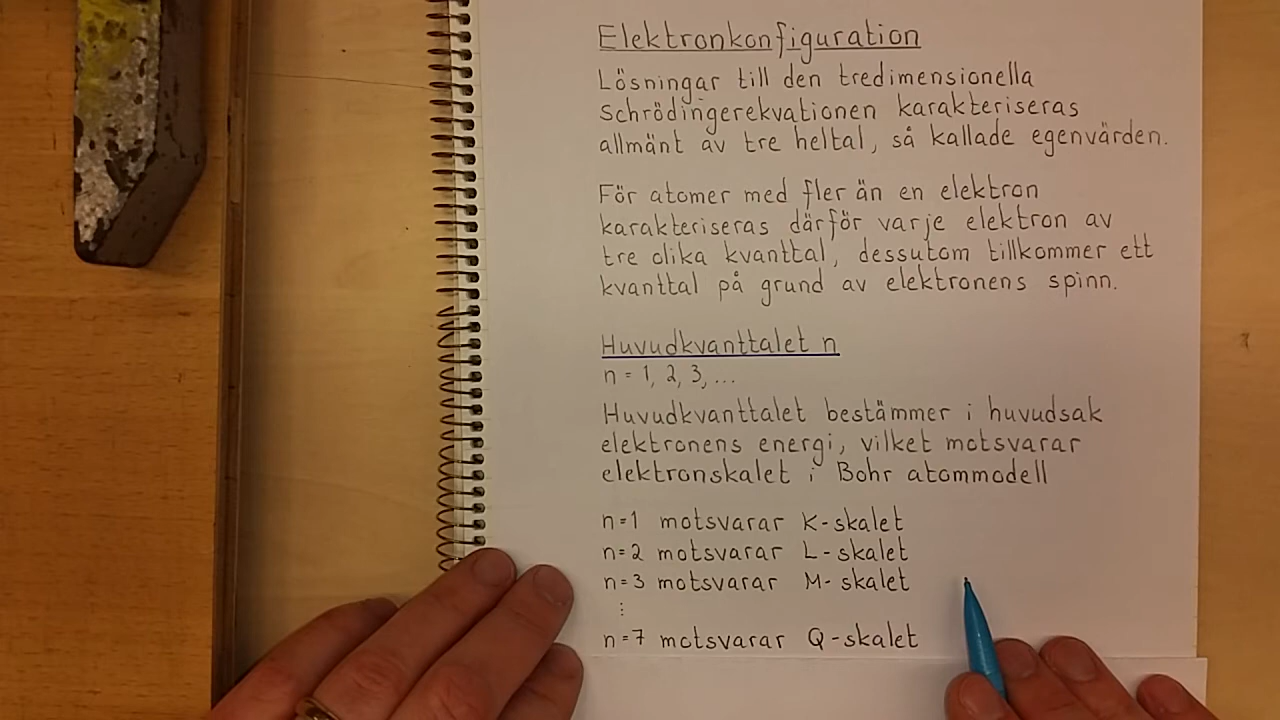 Elektronkonfiguration
Lösningar till den tredimensionella
Schrödingerekvationen karakteriseras
allmänt av tre heltal, så kallade egenvärden.
För atomer med fler än en elektron
karakteriseras därför varje elektron av
tre olika kvanttal, dessutom tillkommer ett
kvanttal på grund av elektronens spinn.
Huvudkvanttalet n
n = 1, 2, 3, ...
Huvudkvanttalet bestämmer i huvudsak
elektronens energi, vilket motsvarar
elektronskalet i Bohr atommodell
n=1 motsvarar K-skalet
n=2 motsvarar L-skalet
n=3 motsvarar M-skalet
⋮
n=7 motsvarar Q-skalet